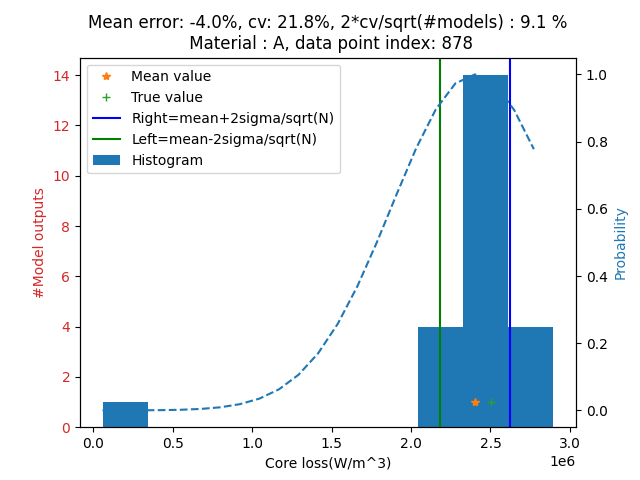 Mean error: -4.0%, cv: 21.8%, 2*cv/sqrt(#models) : 9.1 %
Material : A, data point index: 878
Mean value
True value
Right=mean+2sigma/sqrt(N)
Left=mean-2sigma/sqrt(N)
Histogram
#Model outputs
14
12
10
8
6
4
2
0
1.0
0.8
0.6
0.4
0.2
0.0
Probability
0.0 0.5 1.0 1.5 2.0 2.5 3.0
1e6
Core loss(W/m^3)